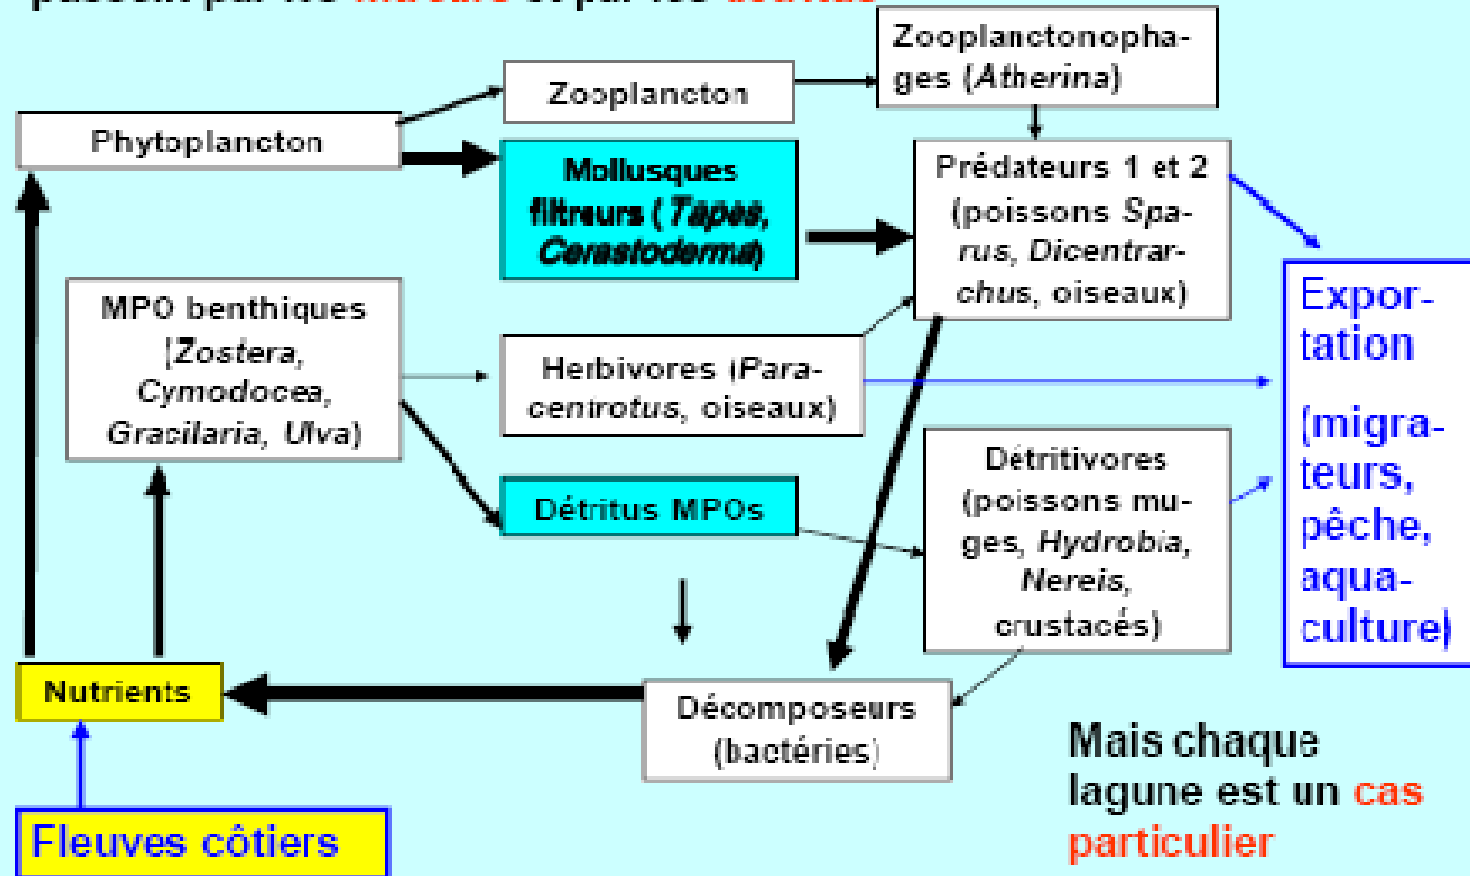 Zooplanctonopha-
ges (Atherina)
Zooplancton
Phytoplancton
Mollusques
filtreurs (Tapes,
Cerastoderma)
Prédateurs 1 et 2
(poissons Spa-
rus, Dicentrar-
chus, oiseaux)
MPO benthiques
(Zostera,
Cymodocea,
Gracilaria, Ulva)
Herbivores (Para-
centrotus, oiseaux)
Expor-
tation
(migra-
teurs,
pêche,
aqua-
culture)
Détritus MPOs
Détritivores
(poissons mu-
ges, Hydrobia,
Nereis,
crustacés)
Nutrients
Décomposeurs
(bactéries)
Fleuves côtiers
Mais chaque
lagune est un cas
particulier